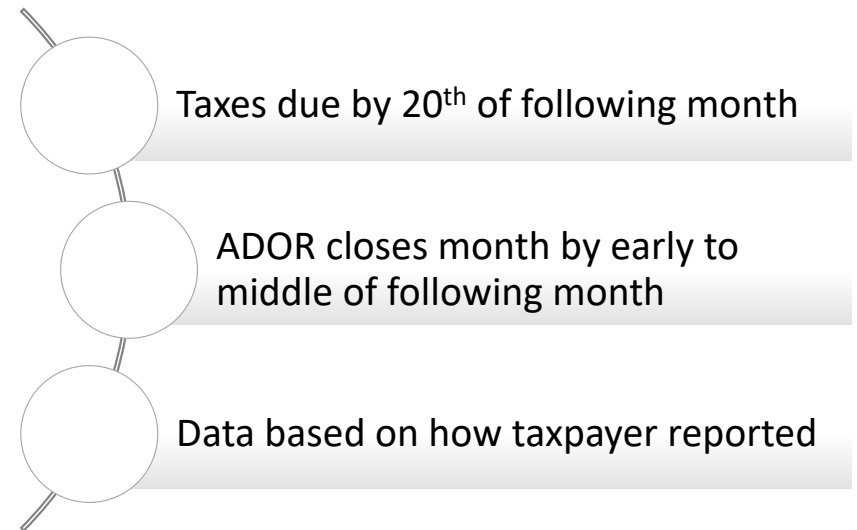 Taxes due by 20th of following month
ADOR closes month by early to
middle of following month
Data based on how taxpayer reported